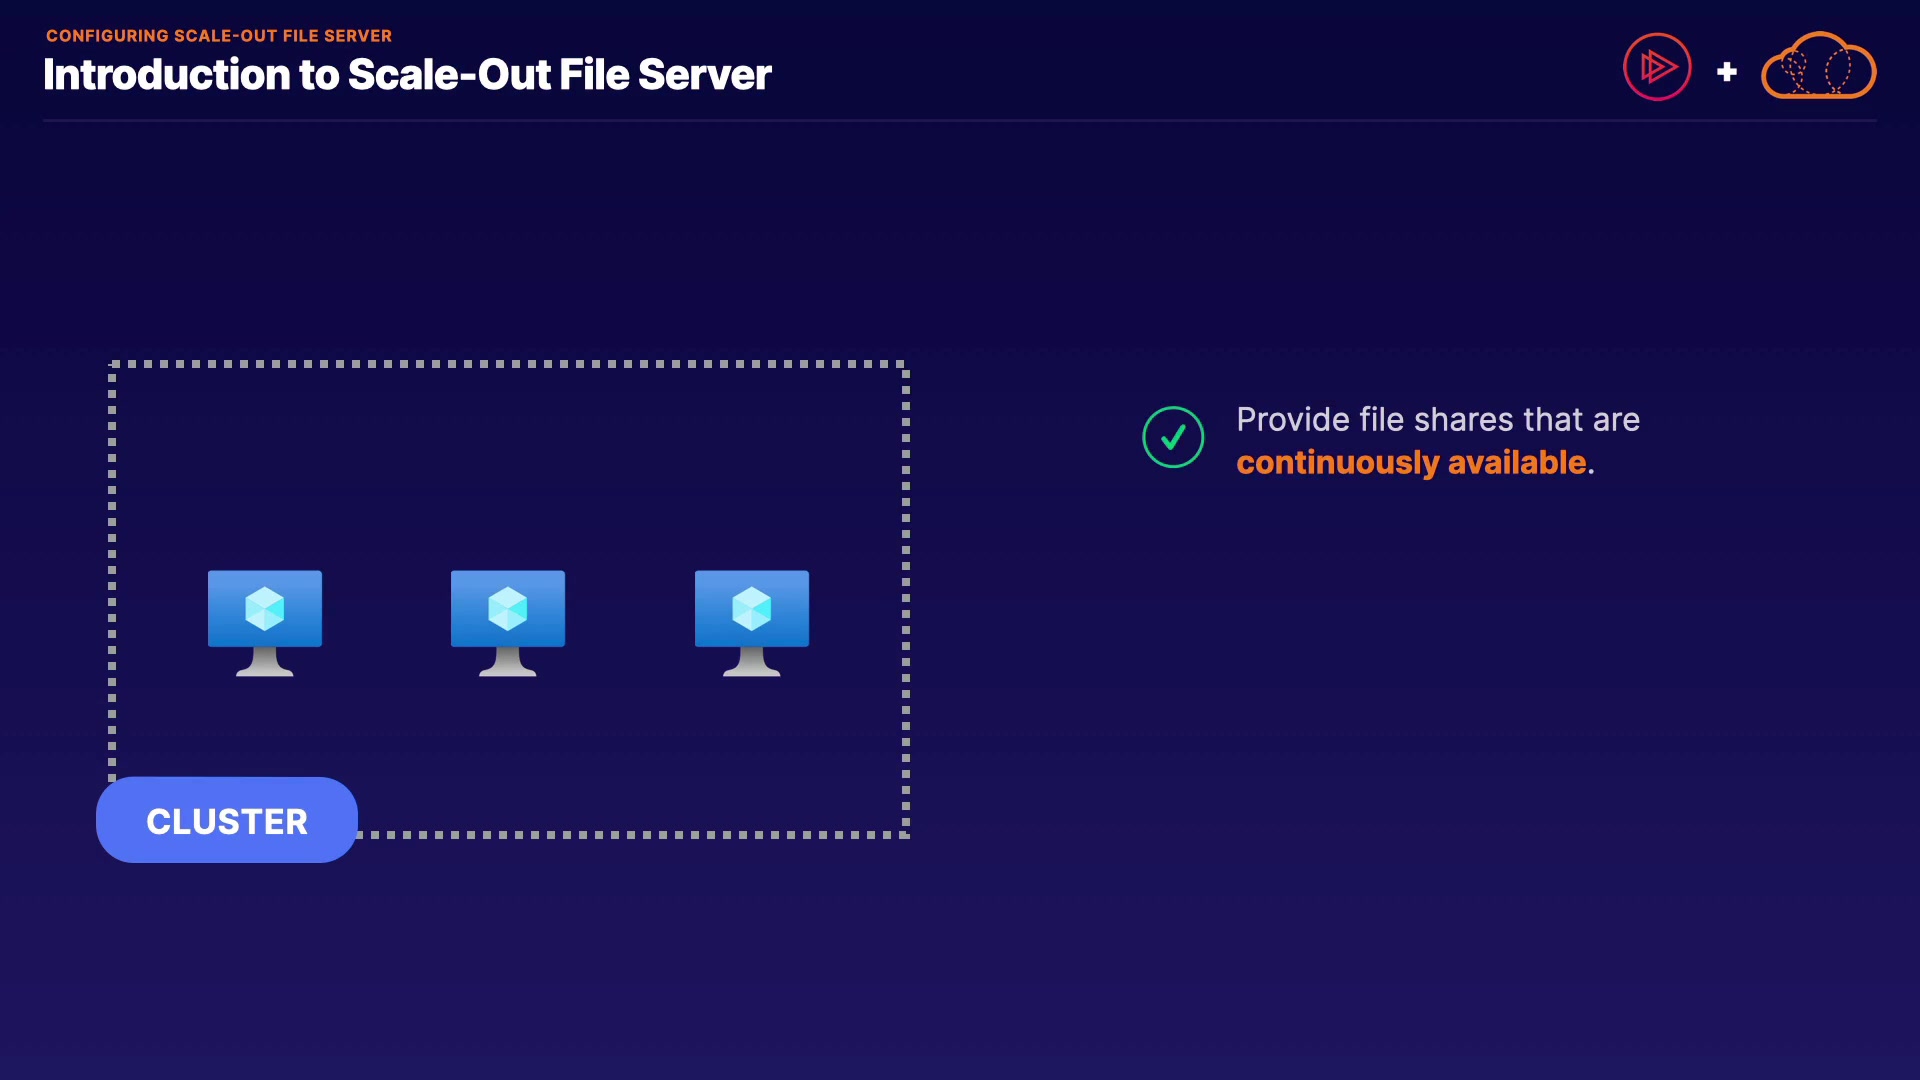 CONFIGURING SCALE-OUT FILE SERVER
Introduction to Scale-Out File Server
+
Provide file shares that are
continuously available.
CLUSTER